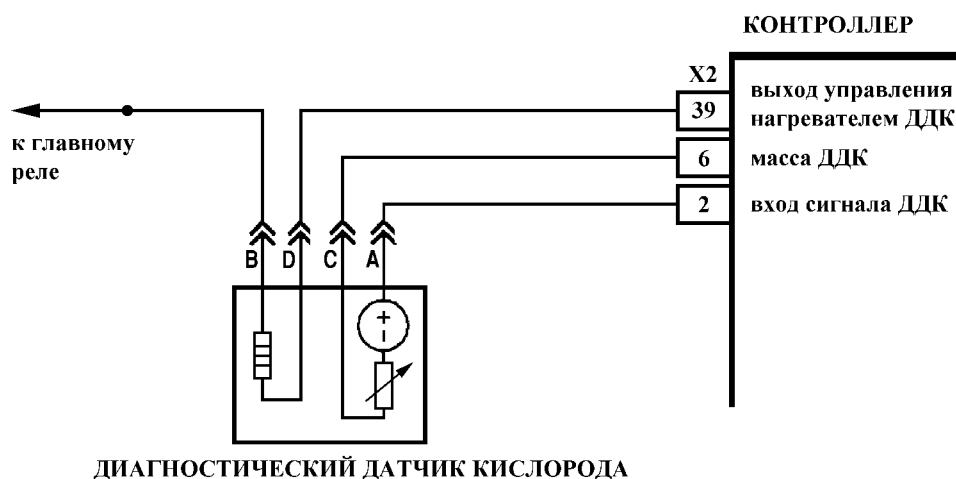 КОНТРОЛЛЕР
X2
39
выход управления
нагревателем ДДК
6
масса ДДК
2
вход сигнала ДДК
к главному
реле
B D C A
ДИАГНОСТИЧЕСКИЙ ДАТЧИК КИСЛОРОДА